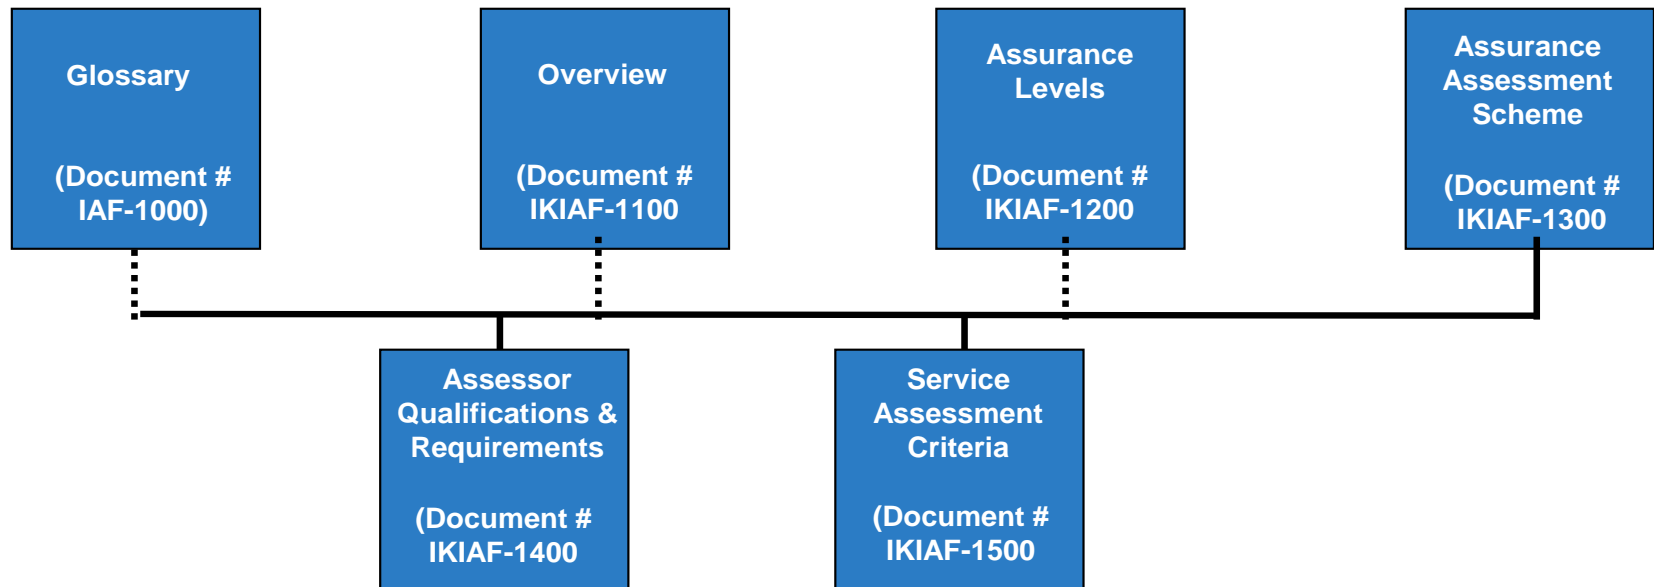 Glossary
(Document #
IAF-1000)
Overview
(Document #
IKIAF-1100
Assurance
Levels
(Document #
IKIAF-1200
Assurance
Assessment
Scheme
(Document #
IKIAF-1300
Assessor
Qualifications &
Requirements
(Document #
IKIAF-1400
Service
Assessment
Criteria
(Document #
IKIAF-1500